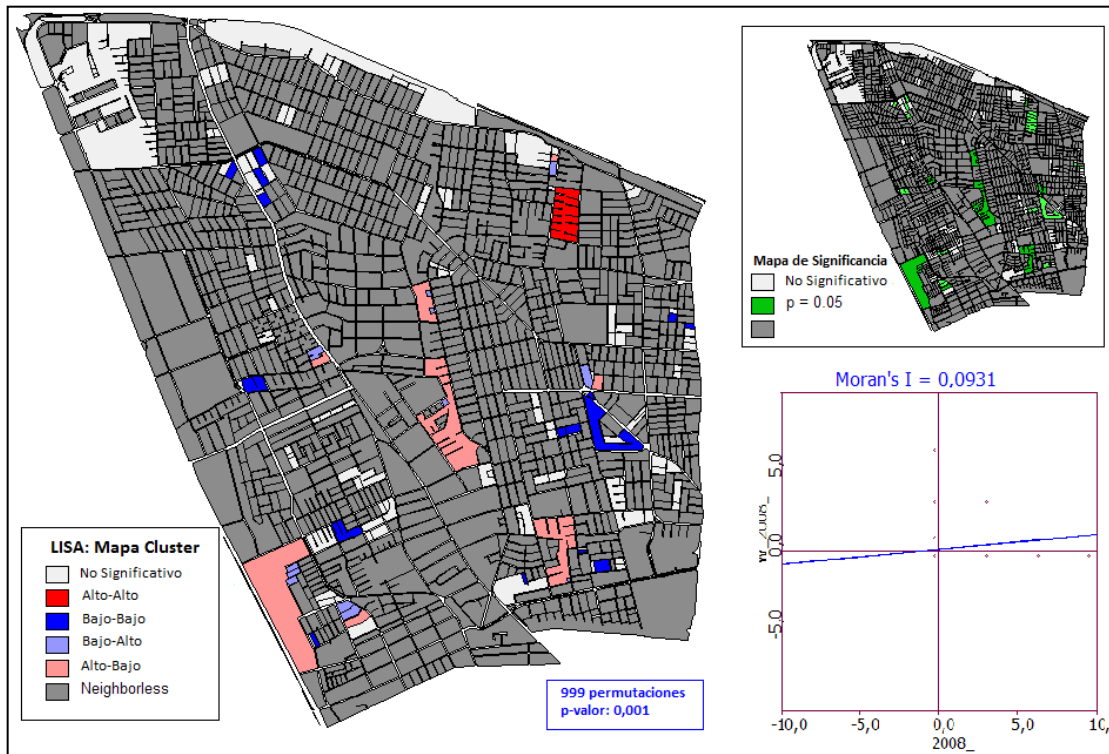 Mapa de Significancia
No Significativo
p = 0.05
Moran's I = 0,0931
5,0
0,0
-5,0
-10,0
-5,0
0,0
5,0
10,
2008_
LISA: Mapa Cluster
No Significativo
Alto-Alto
Bajo-Bajo
Bajo-Alto
Alto-Bajo
Neighborless
999 permutaciones
p-valor: 0,001